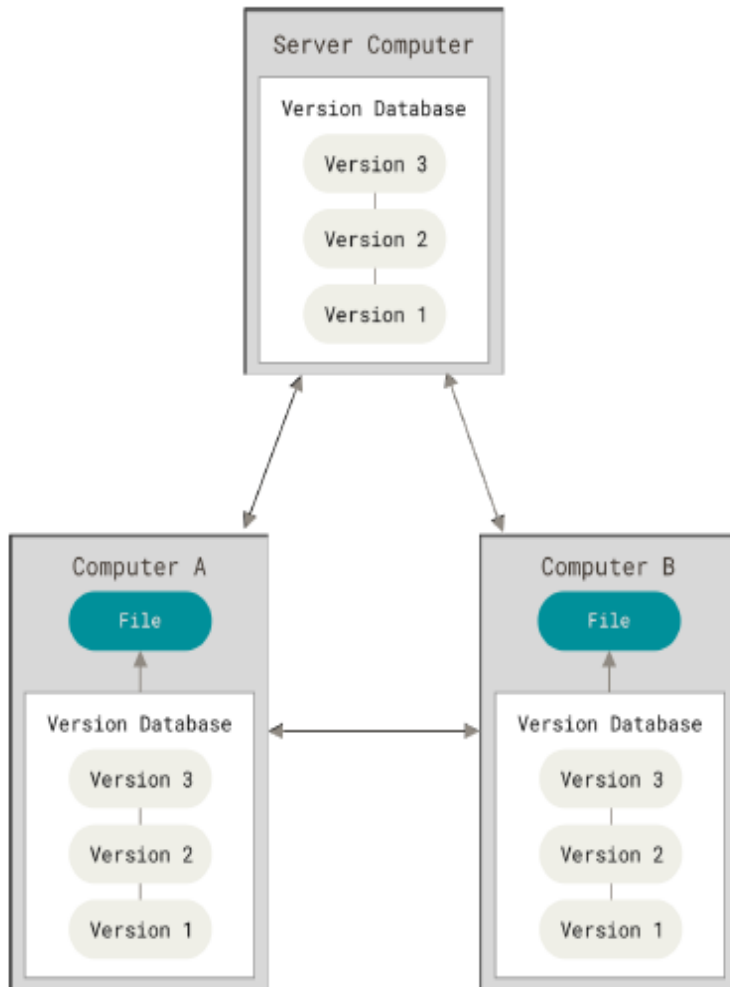 Server Computer
Version Database
Version 3
Version 2
Version 1
Computer A
File
Version Database
Version 3
Version 2
Version 1
Computer B
File
Version Database
Version 3
Version 2
Version 1